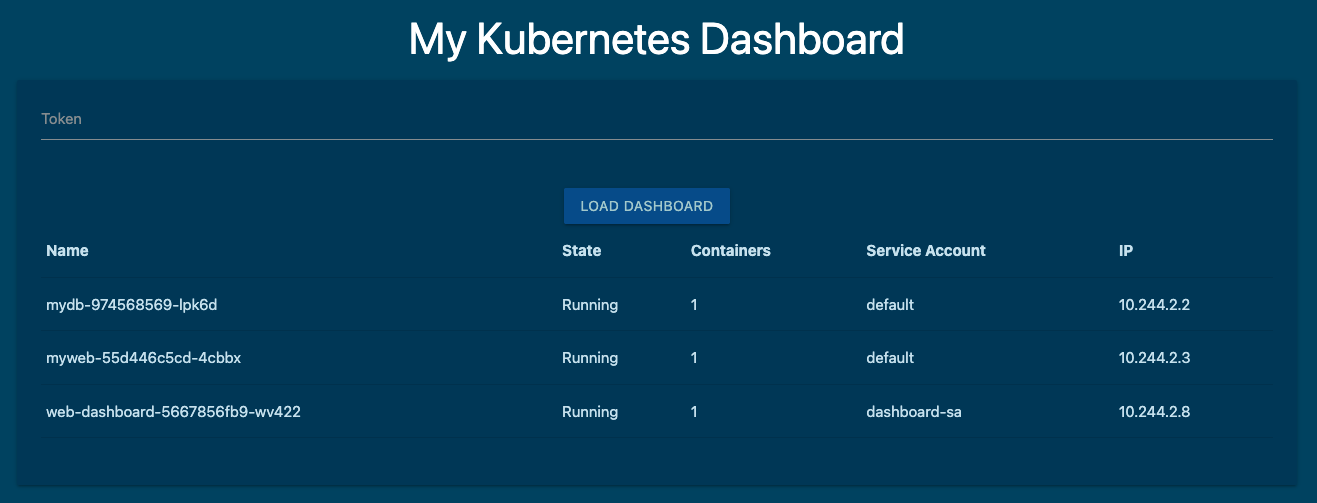 My Kubernetes Dashboard
Token
LOAD DASHBOARD
Name State Containers Service Account IP
mydb-974568569-lpk6d Running 1 default 10.244.2.2
myweb-55d446c5cd-4cbbx Running 1 default 10.244.2.3
web-dashboard-5667856fb9-wv422 Running 1 dashboard-sa 10.244.2.8